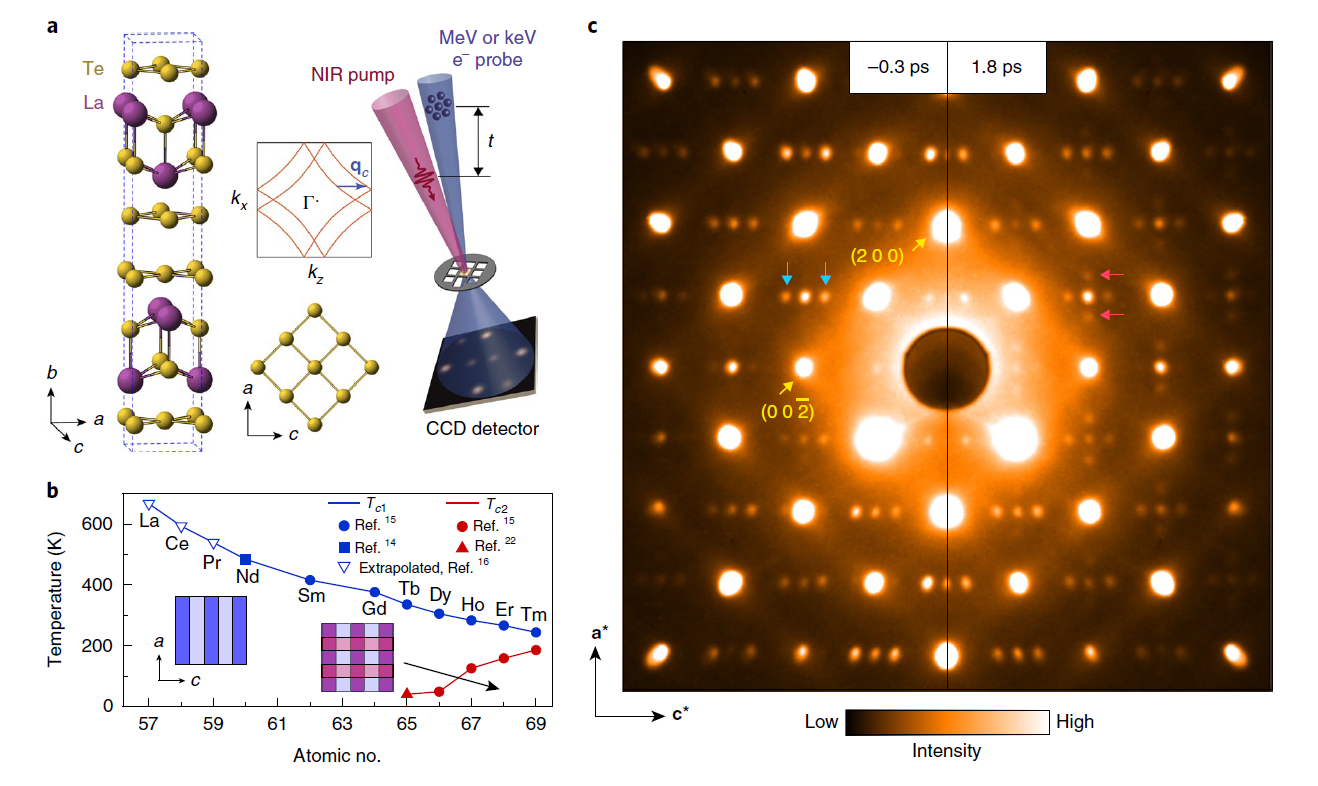 a
Te
La
b
a
c
k_x
Γ·
q_c
k_z
a
c
NIR pump
MeV or keV
e⁻ probe
t
CCD detector
b
Temperature (K)
600
400
200
0
57
59
61
63
65
67
69
Atomic no.
La
Ce
Pr
Nd
Sm
Gd
Tb
Dy
Ho
Er
Tm
T_c1
T_c2
Ref. ¹⁵
Ref. ¹⁵
Ref. ¹⁴
Ref. ²²
Extrapolated, Ref. ¹⁶
a
c
c
–0.3 ps
1.8 ps
(2 0 0)
(0 0 2̅)
a*
c*
Low
High
Intensity